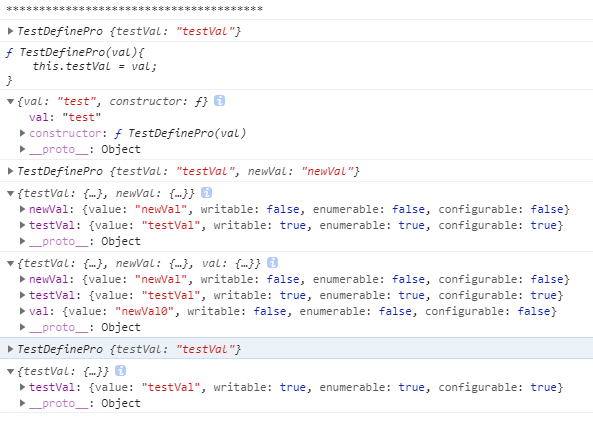 **************************************
TestDefinePro {testVal: "testVal"}
ƒ TestDefinePro(val){
    this.testVal = val;
}
{val: "test", constructor: ƒ} i
val: "test"
constructor: ƒ TestDefinePro(val)
__proto__: Object
TestDefinePro {testVal: "testVal", newVal: "newVal"}
{testVal: {…}, newVal: {…}} i
newVal: {value: "newVal", writable: false, enumerable: false, configurable: false}
testVal: {value: "testVal", writable: true, enumerable: true, configurable: true}
__proto__: Object
{testVal: {…}, newVal: {…}, val: {…}} i
newVal: {value: "newVal", writable: false, enumerable: false, configurable: false}
testVal: {value: "testVal", writable: true, enumerable: true, configurable: true}
val: {value: "newVal0", writable: false, enumerable: false, configurable: false}
__proto__: Object
TestDefinePro {testVal: "testVal"}
{testVal: {…}} i
testVal: {value: "testVal", writable: true, enumerable: true, configurable: true}
__proto__: Object